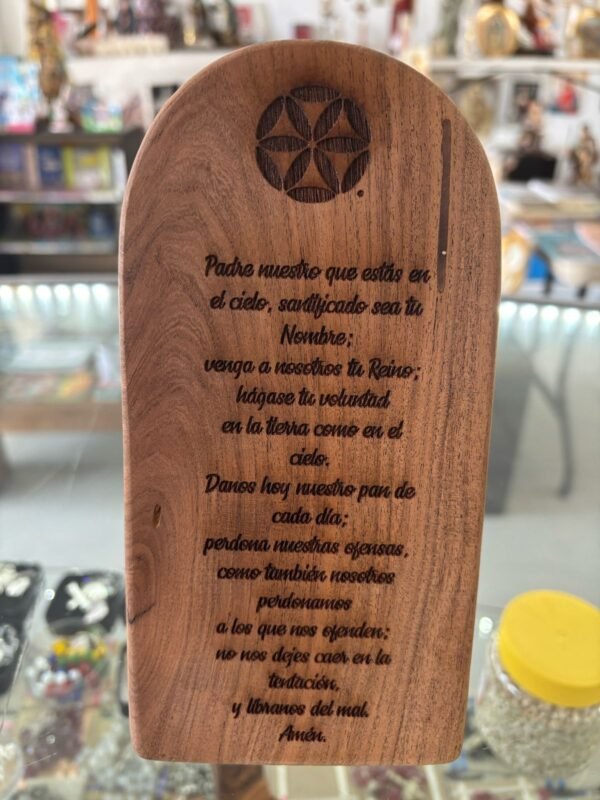 Padre nuestro que estás en
el cielo, santificado sea tu
Nombre;
venga a nosotros tu Reino;
hágase tu voluntad
en la tierra como en el
cielo.
Danos hoy nuestro pan de
cada día;
perdona nuestras ofensas,
como también nosotros
perdonamos
a los que nos ofenden;
no nos dejes caer en la
tentación,
y líbranos del mal.
Amén.